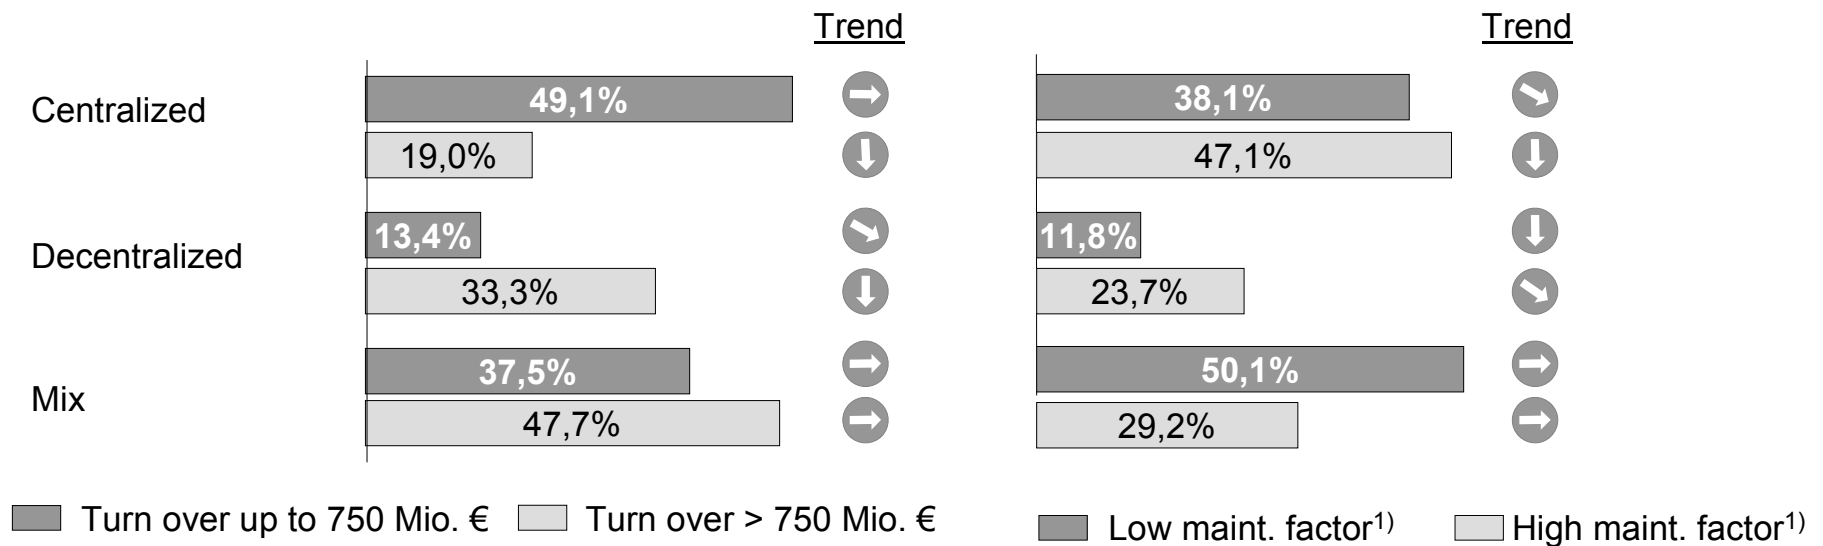 Trend
Trend
Centralized
49,1%
38,1%
19,0%
47,1%
Decentralized
13,4%
11,8%
33,3%
23,7%
Mix
37,5%
50,1%
47,7%
29,2%
Turn over up to 750 Mio. €
Turn over > 750 Mio. €
Low maint. factor1)
High maint. factor1)